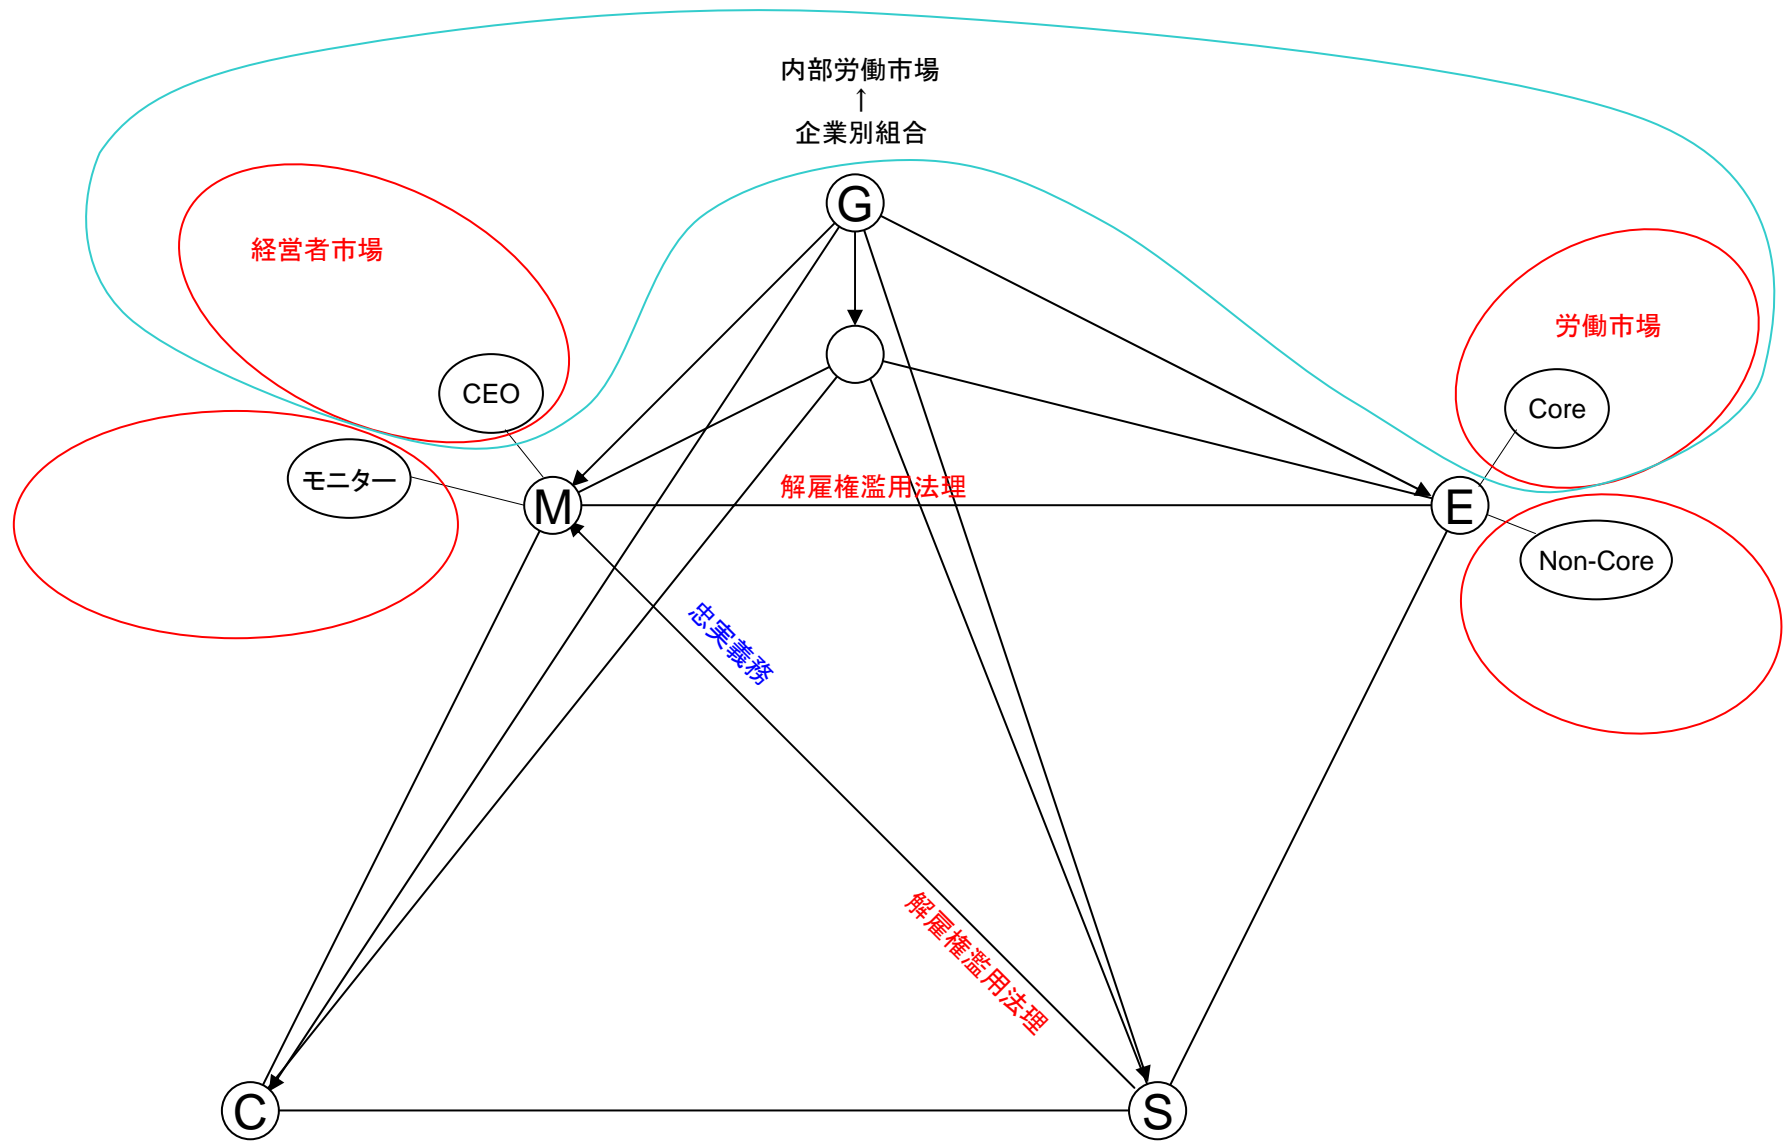 内部労働市場
↑
企業別組合
G
経営者市場
労働市場
CEO
Core
モニター
解雇権濫用法理
M
E
Non-Core
忠実義務
解雇権濫用法理
C
S